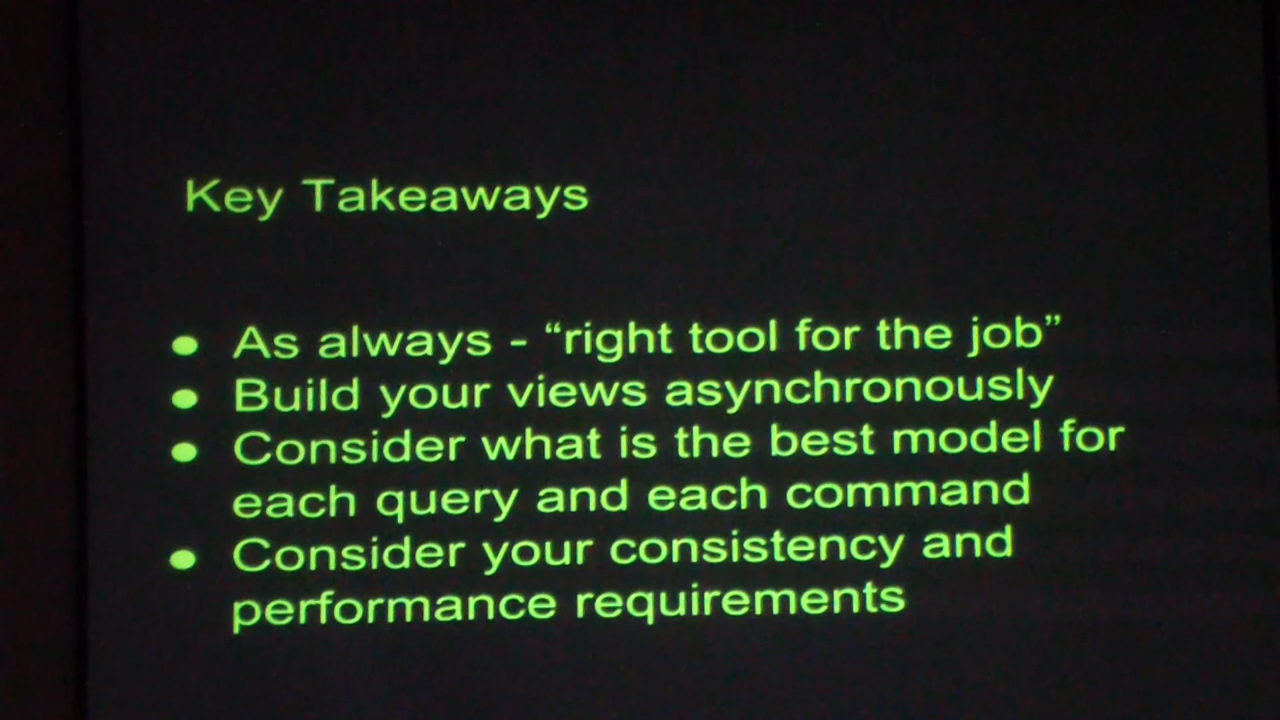 Key Takeaways
● As always - “right tool for the job”
● Build your views asynchronously
● Consider what is the best model for
each query and each command
● Consider your consistency and
performance requirements